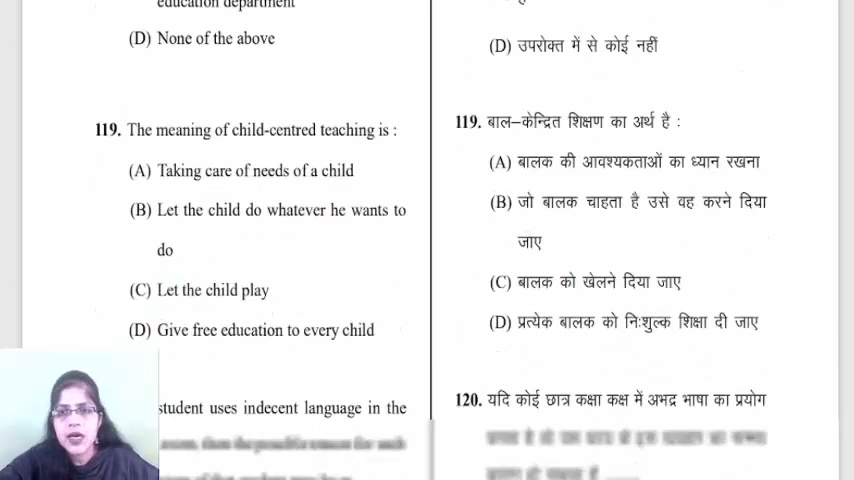 education department
(D) None of the above
119. The meaning of child-centred teaching is :
(A) Taking care of needs of a child
(B) Let the child do whatever he wants to
do
(C) Let the child play
(D) Give free education to every child
student uses indecent language in the
(D) उपरोक्त में से कोई नहीं
119. बाल–केन्द्रित शिक्षण का अर्थ है :
(A) बालक की आवश्यकताओं का ध्यान रखना
(B) जो बालक चाहता है उसे वह करने दिया
जाए
(C) बालक को खेलने दिया जाए
(D) प्रत्येक बालक को निःशुल्क शिक्षा दी जाए
120. यदि कोई छात्र कक्षा कक्ष में अभद्र भाषा का प्रयोग